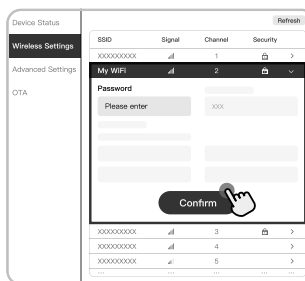 Refresh
Device Status
Wireless Settings
Advanced Settings
OTA
SSID Signal Channel Security
XXXXXXXXX 1 >
My WIFI 2
Password
Please enter XXX
Confirm
XXXXXXXXX 3 >
XXXXXXXXX 4 >
XXXXXXXXX 5 >
... ... ... ... ...